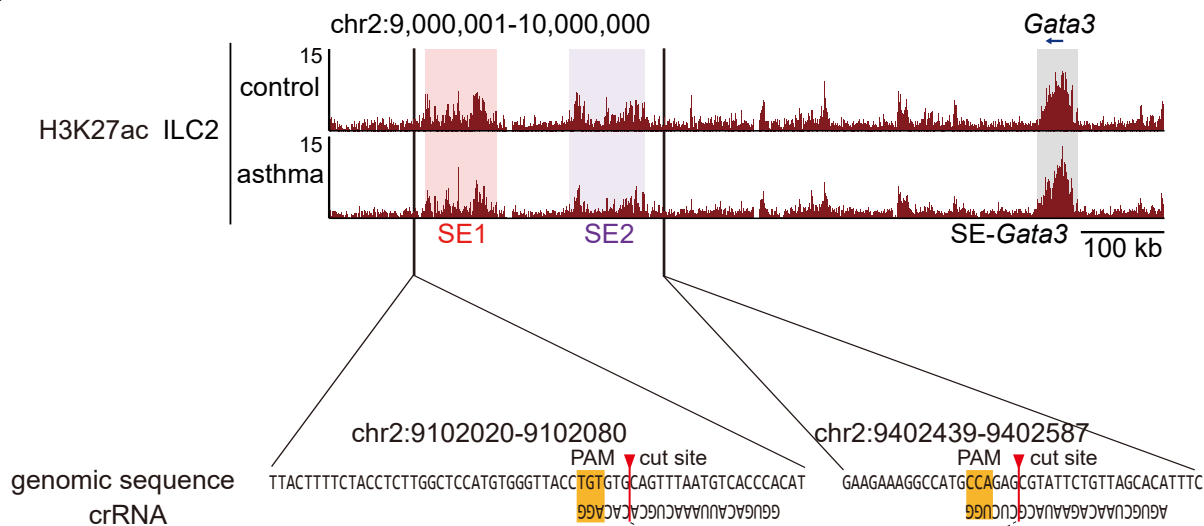 chr2:9,000,001-10,000,000
Gata3
15
control
H3K27ac ILC2
15
asthma
SE1
SE2
SE-Gata3
100 kb
chr2:9102020-9102080
chr2:9402439-9402587
PAM
cut site
PAM
cut site
genomic sequence
TTACTTTTCTACCTCTTGGCTCCATGTGGGTTACCTGTGTGCAGTTTAATGTCACCCACAT
GAAGAAAGGCCATGCCAGAGCGTATTCTGTTAGCACATTTC
crRNA